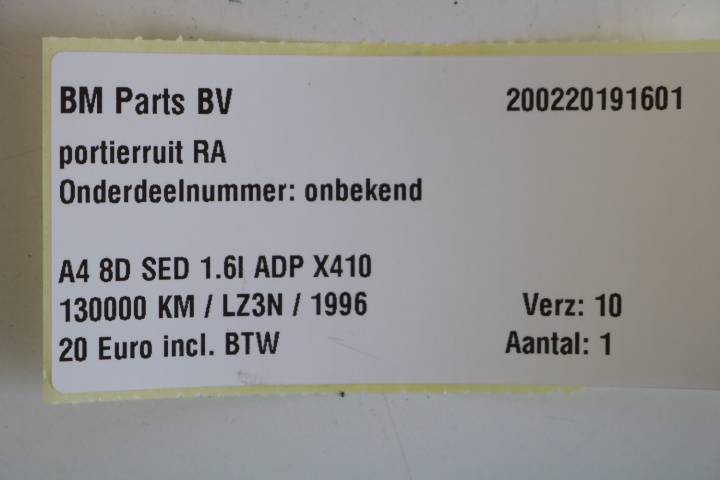 BM Parts BV 200220191601
portierruit RA
Onderdeelnummer: onbekend
A4 8D SED 1.6I ADP X410
130000 KM / LZ3N / 1996 Verz: 10
20 Euro incl. BTW Aantal: 1